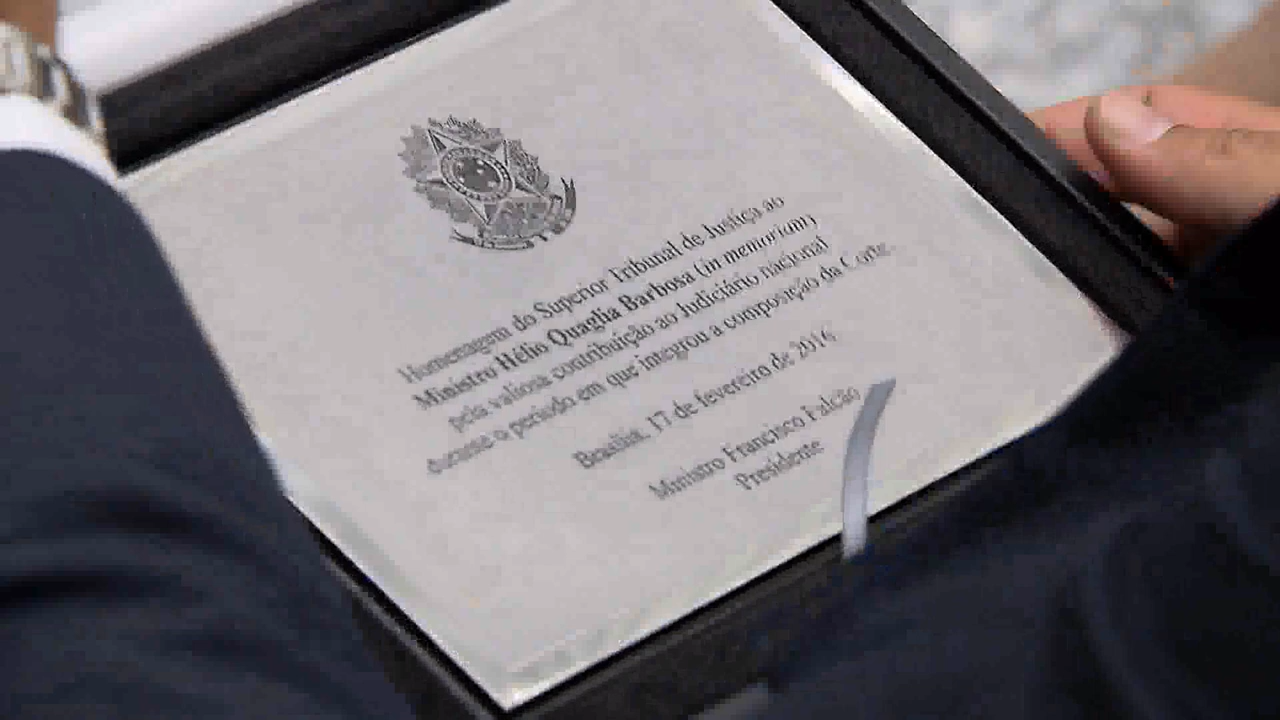 Homenagem do Superior Tribunal de Justiça ao
Ministro Hélio Quaglia Barbosa (in memoriam)
pela valiosa contribuição ao Judiciário nacional
durante o período em que integrou a composição da Corte
Brasília, 17 de fevereiro de 2016
Ministro Francisco Falcão
Presidente